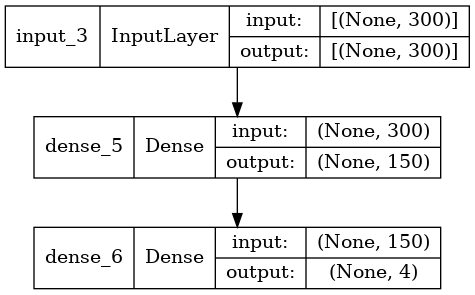 input_3 InputLayer input: [(None, 300)]
output: [(None, 300)]
dense_5 Dense input: (None, 300)
output: (None, 150)
dense_6 Dense input: (None, 150)
output: (None, 4)